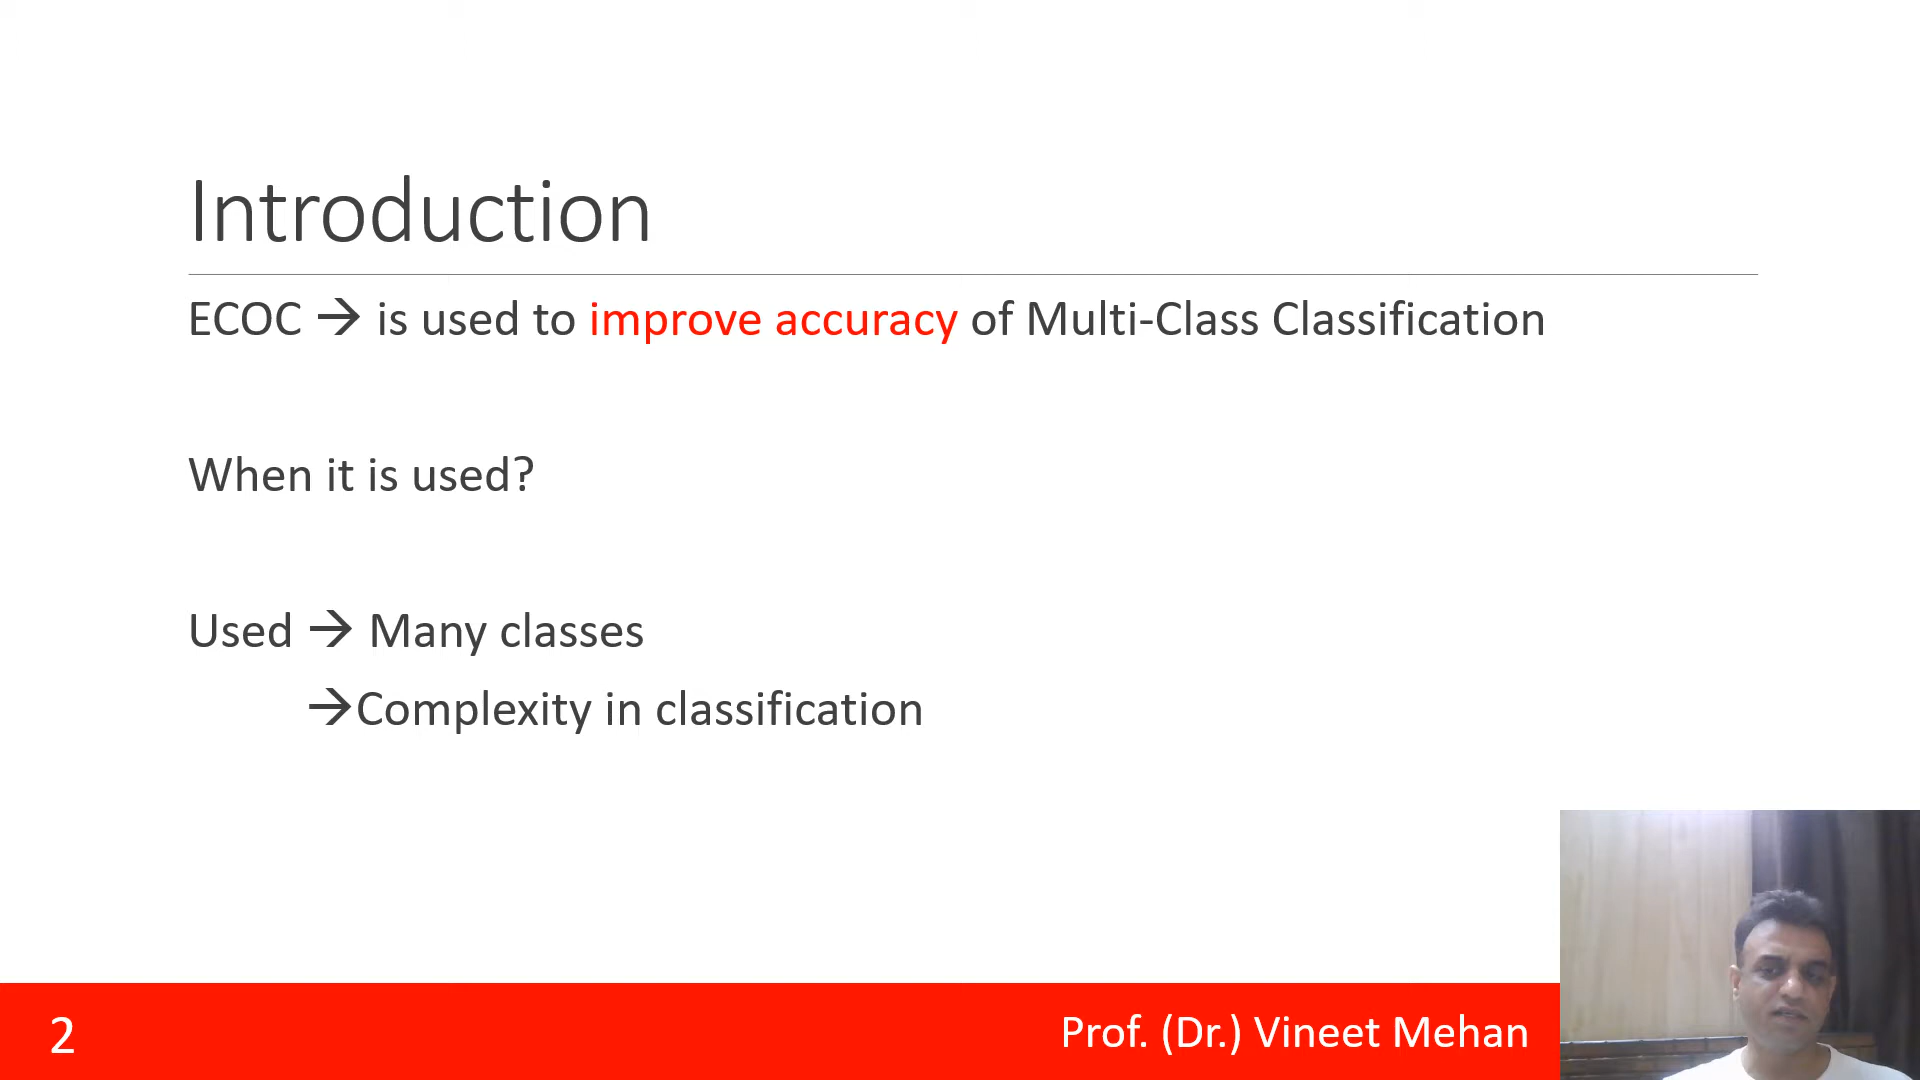 Introduction
ECOC → is used to improve accuracy of Multi-Class Classification
When it is used?
Used → Many classes
→Complexity in classification
2
Prof. (Dr.) Vineet Mehan